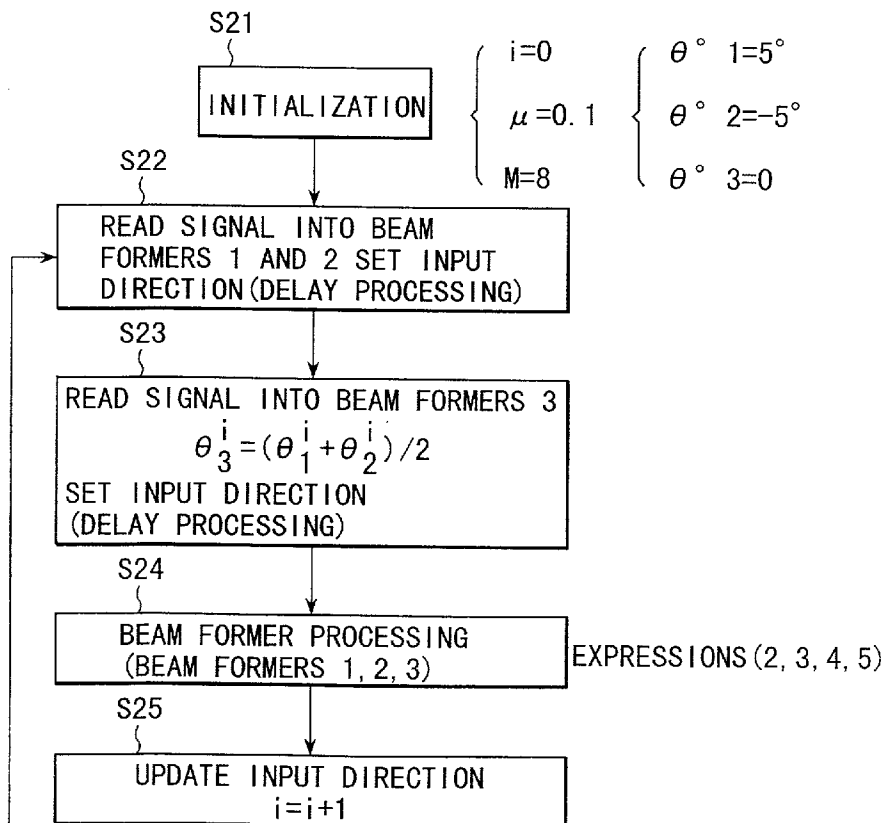 S21
INITIALIZATION
i=0
μ=0.1
M=8
θ° 1=5°
θ° 2=-5°
θ° 3=0
S22
READ SIGNAL INTO BEAM
FORMERS 1 AND 2 SET INPUT
DIRECTION(DELAY PROCESSING)
S23
READ SIGNAL INTO BEAM FORMERS 3
θ₃ⁱ=(θ₁ⁱ+θ₂ⁱ)/2
SET INPUT DIRECTION
(DELAY PROCESSING)
S24
BEAM FORMER PROCESSING
(BEAM FORMERS 1,2,3)
EXPRESSIONS(2,3,4,5)
S25
UPDATE INPUT DIRECTION
i=i+1